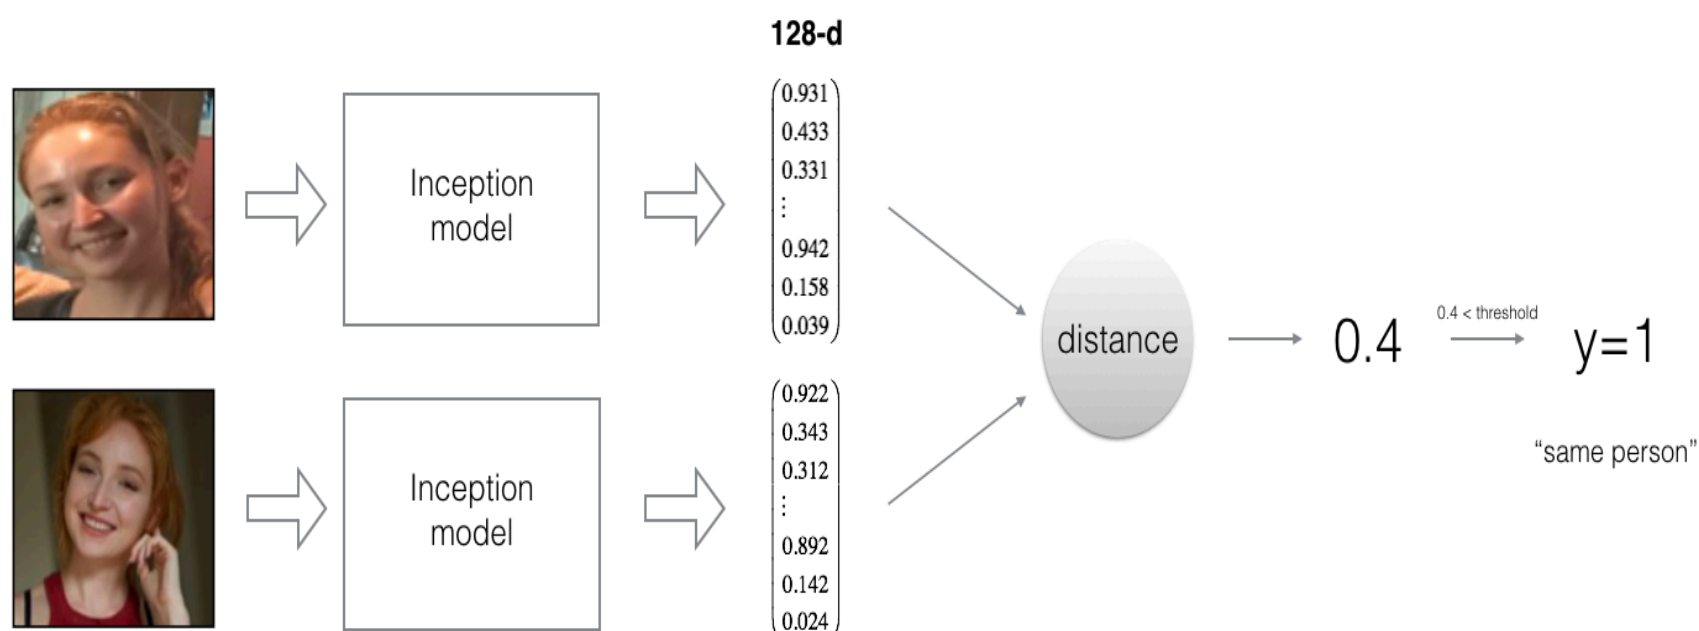 128-d
0.931
0.433
0.331
⋮
0.942
0.158
0.039
Inception
model
0.922
0.343
0.312
⋮
0.892
0.142
0.024
Inception
model
distance
0.4
0.4 < threshold
y=1
“same person”